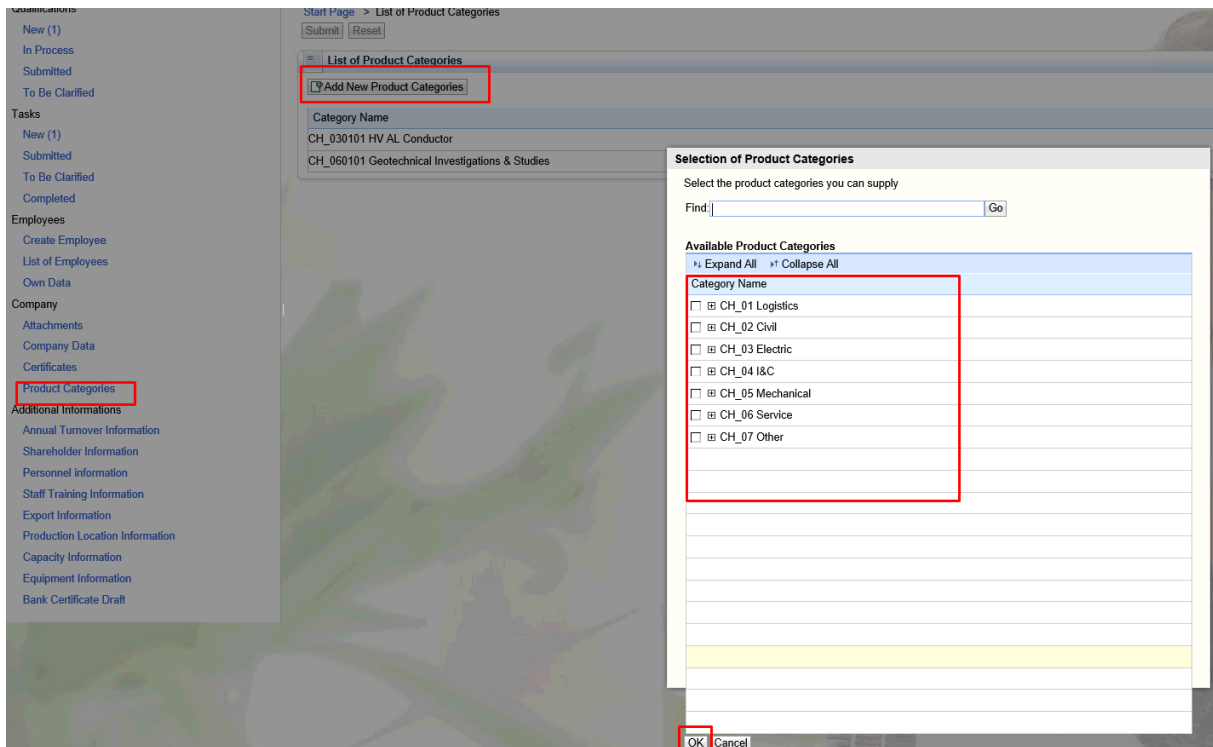 Qualifications
New (1)
In Process
Submitted
To Be Clarified
Tasks
New (1)
Submitted
To Be Clarified
Completed
Employees
Create Employee
List of Employees
Own Data
Company
Attachments
Company Data
Certificates
Product Categories
Additional Informations
Annual Turnover Information
Shareholder Information
Personnel information
Staff Training Information
Export Information
Production Location Information
Capacity Information
Equipment Information
Bank Certificate Draft
Start Page > List of Product Categories
Submit Reset
List of Product Categories
Add New Product Categories
Category Name
CH_030101 HV AL Conductor
CH_060101 Geotechnical Investigations & Studies
Selection of Product Categories
Select the product categories you can supply
Find: Go
Available Product Categories
Expand All Collapse All
Category Name
CH_01 Logistics
CH_02 Civil
CH_03 Electric
CH_04 I&C
CH_05 Mechanical
CH_06 Service
CH_07 Other
OK Cancel